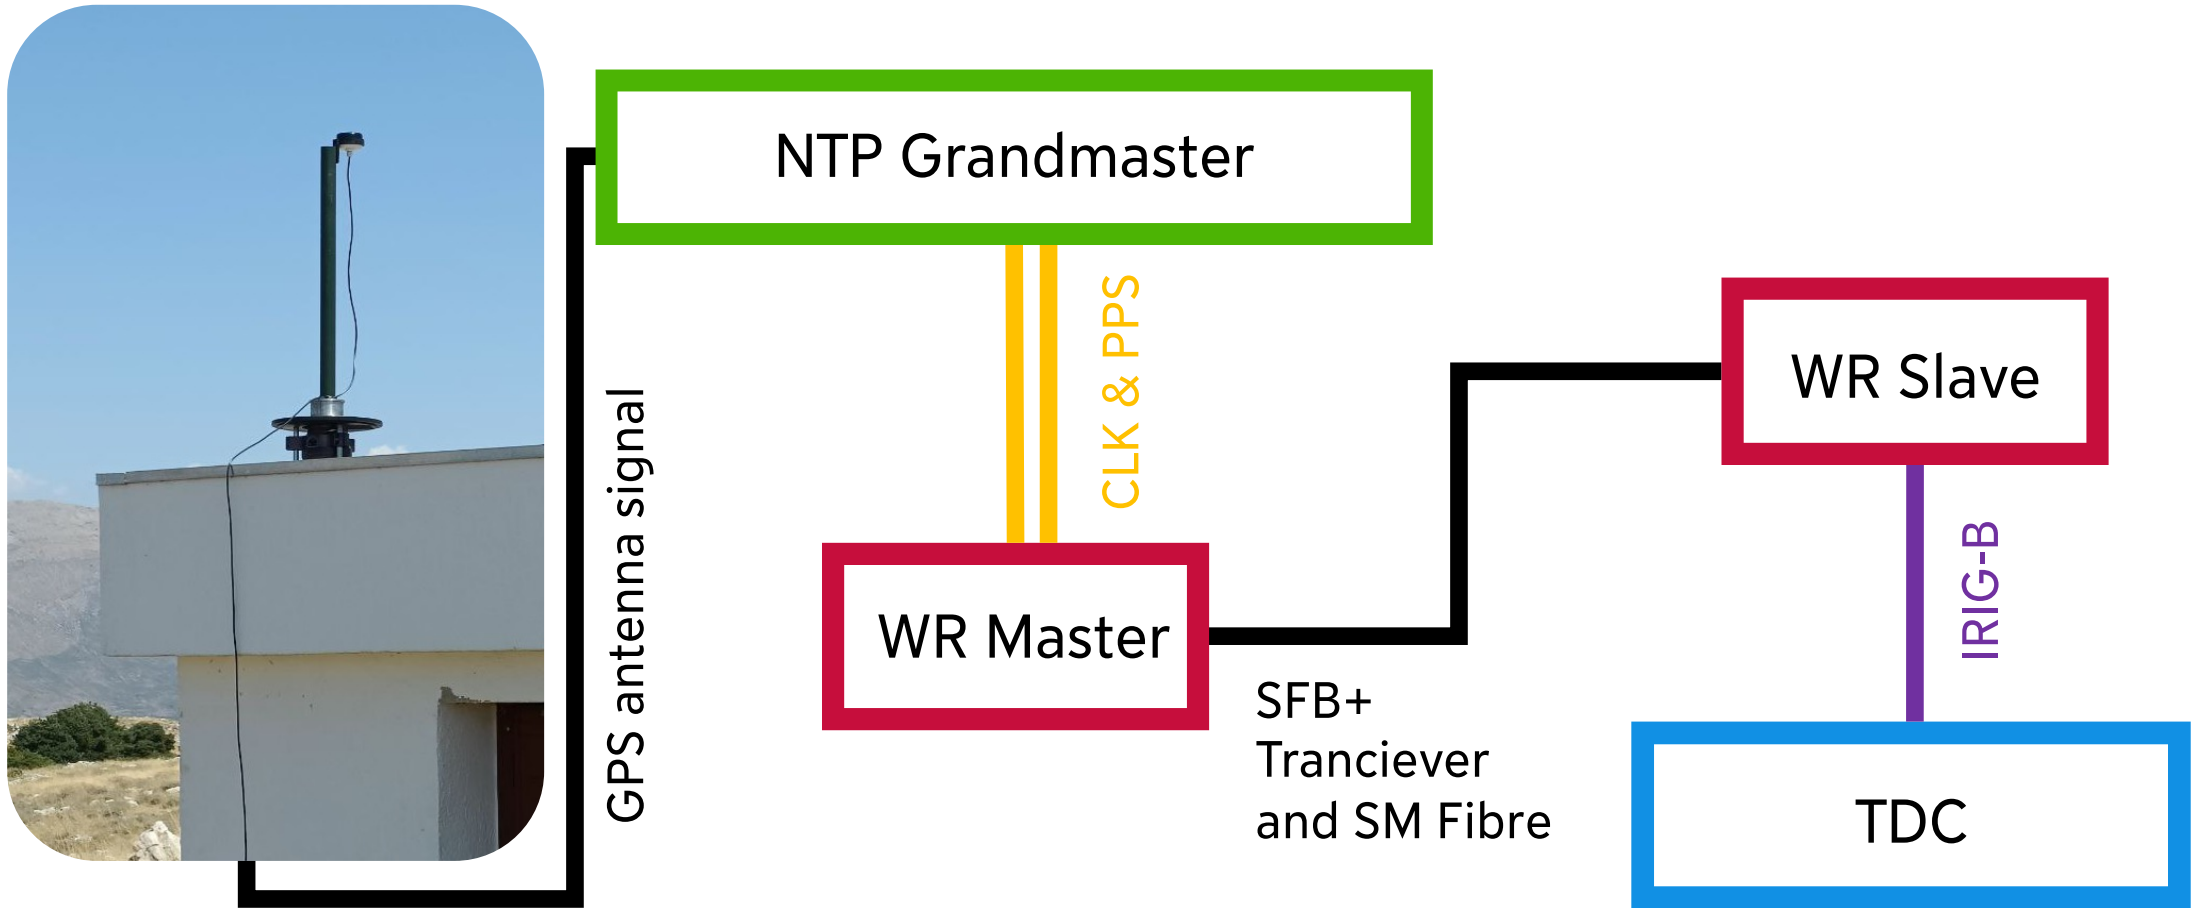 NTP Grandmaster
GPS antenna signal
CLK & PPS
WR Master
SFB+
Tranciever
and SM Fibre
WR Slave
IRIG-B
TDC